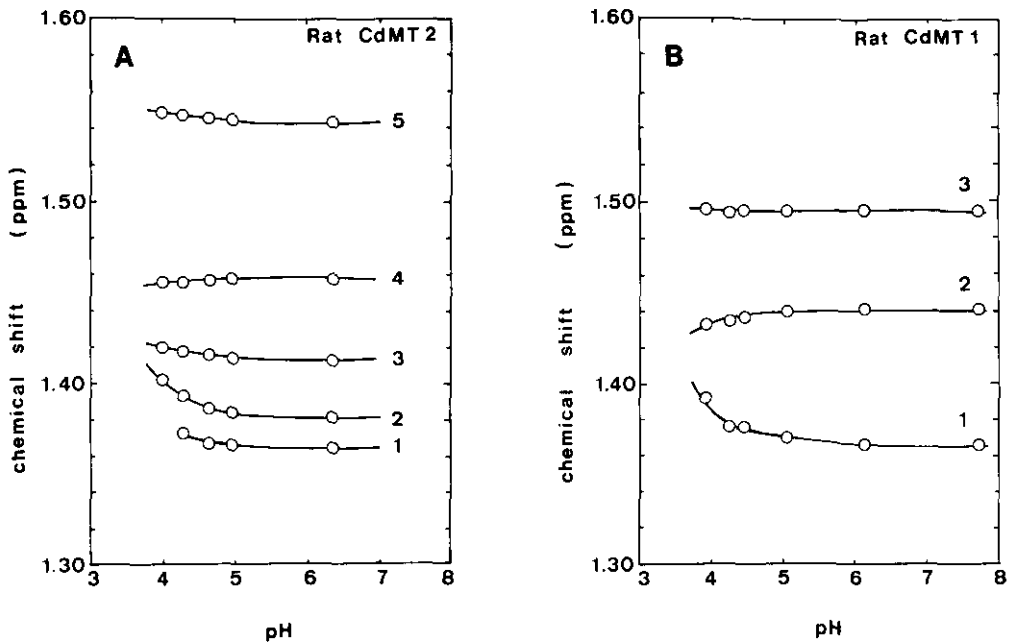 A
Rat CdMT 2
1.60
1.50
1.40
1.30
chemical shift (ppm)
5
4
3
2
1
3 4 5 6 7 8
pH
B
Rat CdMT 1
1.60
1.50
1.40
1.30
chemical shift (ppm)
3
2
1
3 4 5 6 7 8
pH